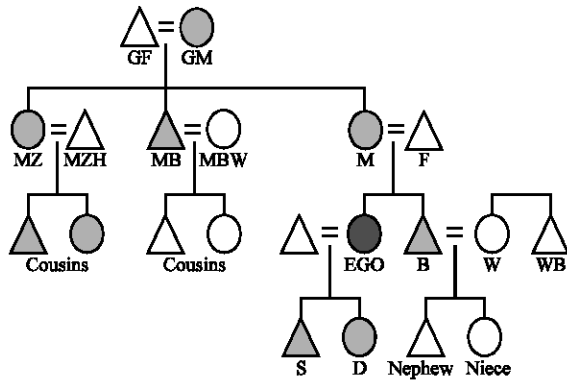 GF GM
MZ MZH MB MBW M F
Cousins Cousins EGO B W WB
S D Nephew Niece